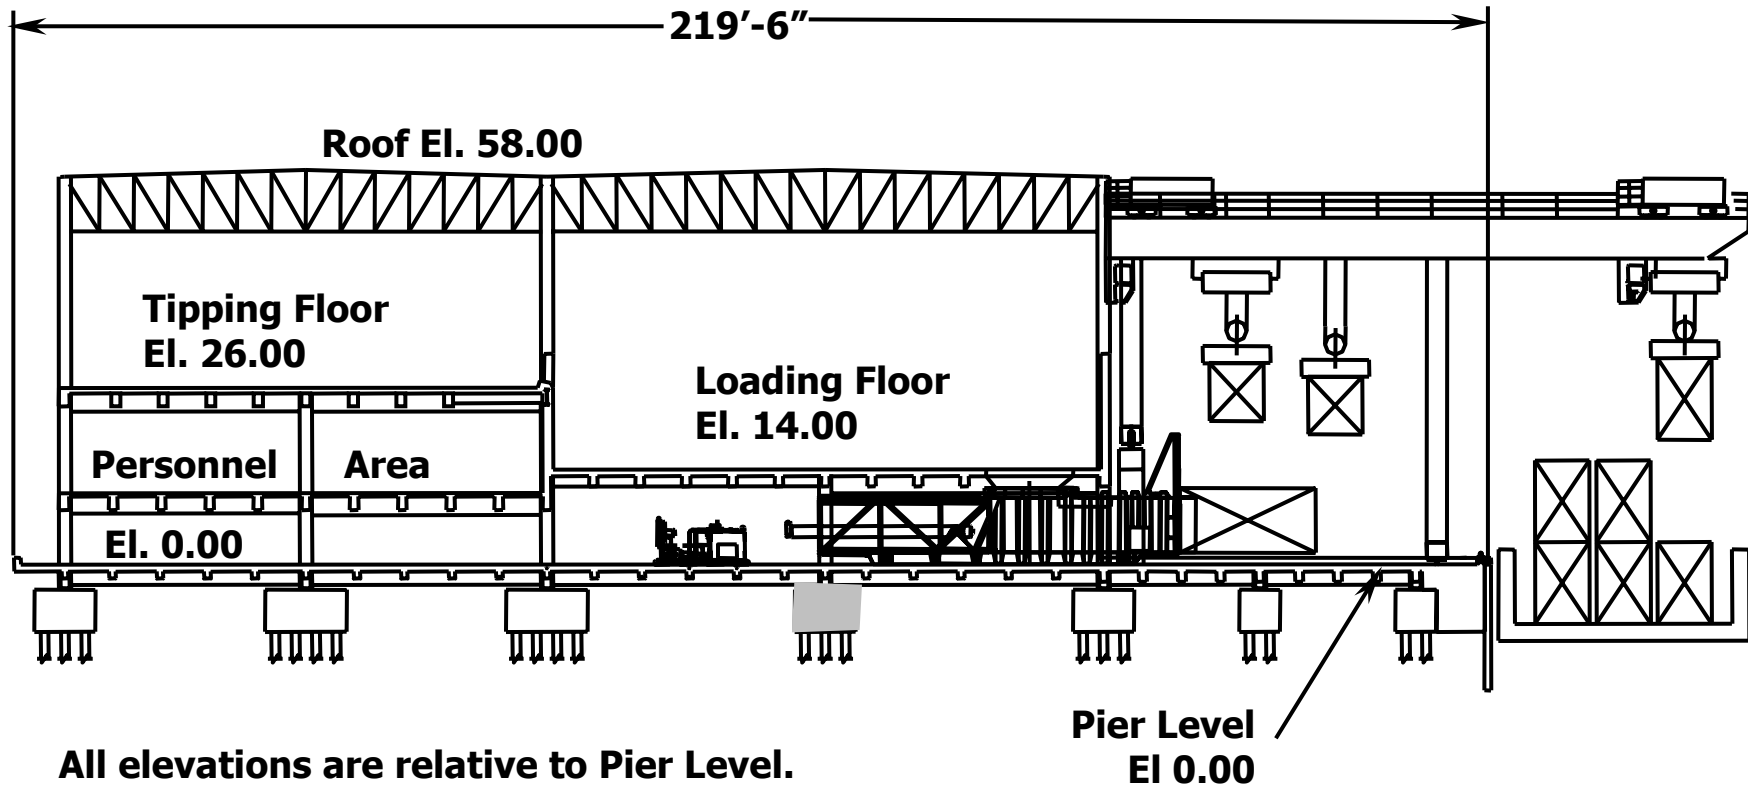 219’-6”
Roof El. 58.00
Tipping Floor
El. 26.00
Loading Floor
El. 14.00
Personnel Area
El. 0.00
Pier Level
El 0.00
All elevations are relative to Pier Level.